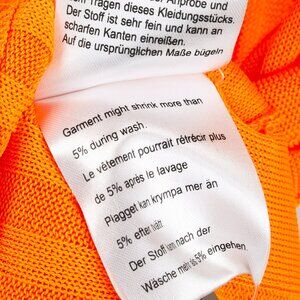 Tragen dieses Kleidungsstücks.
Der Stoff ist sehr fein und kann an
scharfen Kanten einreißen.
Auf die ursprünglichen Maße bügeln
Garment might shrink more than
5% during wash.
Le vêtement pourrait rétrécir plus
de 5% après le lavage
Plagget kan krympa mer än
5% efter tvätt
Der Stoff kann nach der
Wäsche mehr als 5% eingehen.